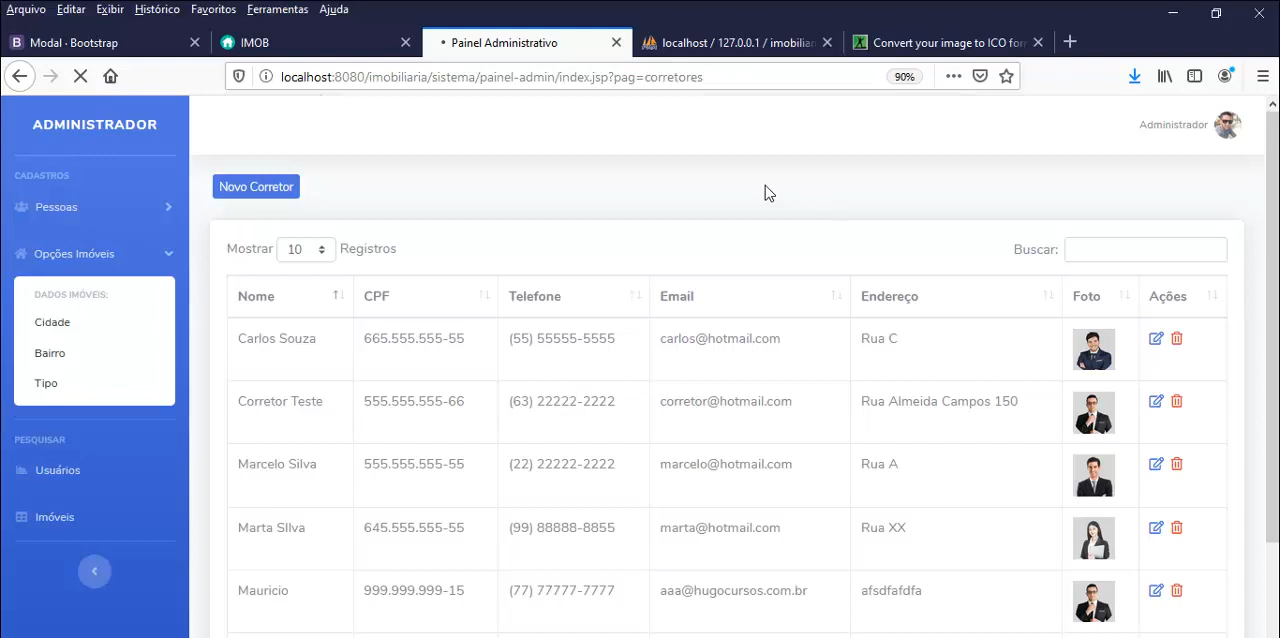 Arquivo Editar Exibir Histórico Favoritos Ferramentas Ajuda
B Modal · Bootstrap
IMOB
• Painel Administrativo
localhost / 127.0.0.1 / imobilia
Convert your image to ICO for
localhost:8080/imobiliaria/sistema/painel-admin/index.jsp?pag=corretores
90%
ADMINISTRADOR
Administrador
CADASTROS
Pessoas
Opções Imóveis
DADOS IMÓVEIS:
Cidade
Bairro
Tipo
PESQUISAR
Usuários
Imóveis
Novo Corretor
Mostrar 10 Registros
Buscar:
Nome CPF Telefone Email Endereço Foto Ações
Carlos Souza 665.555.555-55 (55) 55555-5555 carlos@hotmail.com Rua C
Corretor Teste 555.555.555-66 (63) 22222-2222 corretor@hotmail.com Rua Almeida Campos 150
Marcelo Silva 555.555.555-55 (22) 22222-2222 marcelo@hotmail.com Rua A
Marta SIlva 645.555.555-55 (99) 88888-8855 marta@hotmail.com Rua XX
Mauricio 999.999.999-15 (77) 77777-7777 aaa@hugocursos.com.br afsdfafdfa